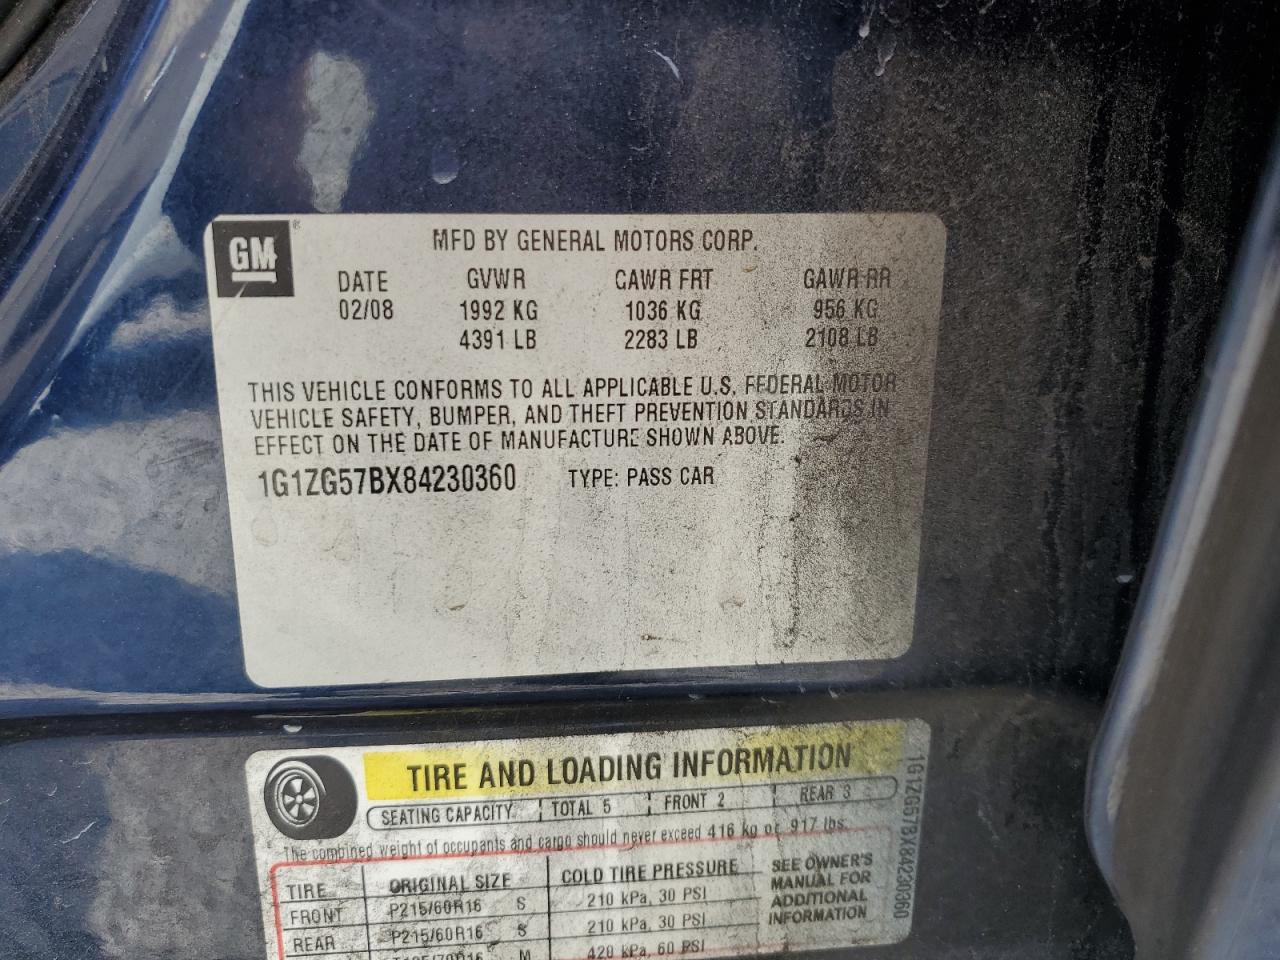 GM ®
MFD BY GENERAL MOTORS CORP.
DATE GVWR GAWR FRT GAWR RR
02/08 1992 KG 1036 KG 956 KG
4391 LB 2283 LB 2108 LB
THIS VEHICLE CONFORMS TO ALL APPLICABLE U.S. FEDERAL MOTOR
VEHICLE SAFETY, BUMPER, AND THEFT PREVENTION STANDARDS IN
EFFECT ON THE DATE OF MANUFACTURE SHOWN ABOVE.
1G1ZG57BX84230360 TYPE: PASS CAR
TIRE AND LOADING INFORMATION
SEATING CAPACITY TOTAL 5 FRONT 2 REAR 3
The combined weight of occupants and cargo should never exceed 416 kg or 917 lbs.
TIRE ORIGINAL SIZE COLD TIRE PRESSURE
FRONT P215/60R16 S 210 kPa, 30 PSI
REAR P215/60R16 S 210 kPa, 30 PSI
M 420 kPa, 60 PSI
SEE OWNER'S
MANUAL FOR
ADDITIONAL
INFORMATION
1G1ZG57BX84230360